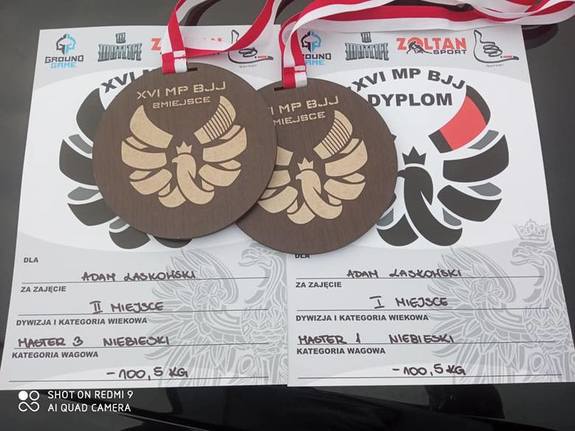 GROUND GAME
ZOLTAN SPORT
XVI M
XVI MP BJJ
2MIEJSCE
DLA
ADAM LASKOWSKI
ZA ZAJĘCIE
II MIEJSCE
DYWIZJA I KATEGORIA WIEKOWA
MASTER 3 NIEBIESKI
KATEGORIA WAGOWA
-100,5 KG
GROUND GAME
ZOLTAN SPORT
XVI MP BJJ
DYPLOM
I MP BJJ
MIEJSCE
DLA
ADAM LASKOWSKI
ZA ZAJĘCIE
I MIEJSCE
DYWIZJA I KATEGORIA WIEKOWA
MASTER 1 NIEBIESKI
KATEGORIA WAGOWA
-100,5 KG
SHOT ON REDMI 9
AI QUAD CAMERA